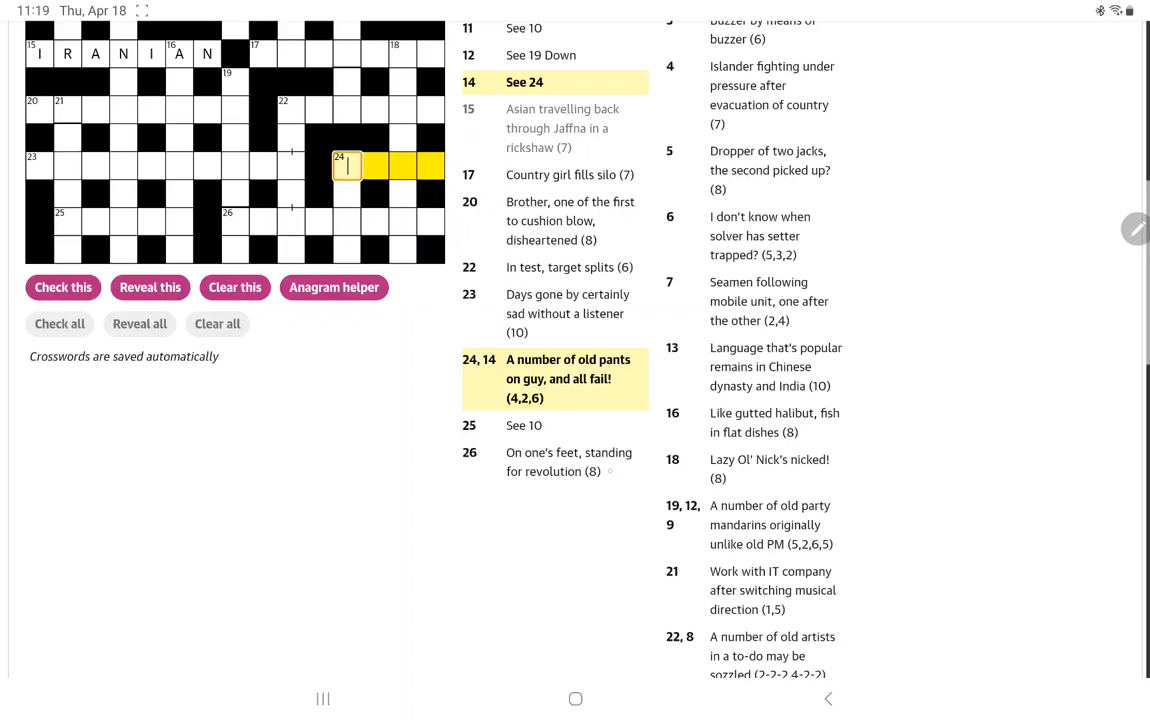 11:19 Thu, Apr 18
15 I R A N I 16 A N 17 18
19
20 21 22
23 24
25 26
Check this Reveal this Clear this Anagram helper
Check all Reveal all Clear all
Crosswords are saved automatically
11 See 10
12 See 19 Down
14 See 24
15 Asian travelling back
through Jaffna in a
rickshaw (7)
17 Country girl fills silo (7)
20 Brother, one of the first
to cushion blow,
disheartened (8)
22 In test, target splits (6)
23 Days gone by certainly
sad without a listener
(10)
24, 14 A number of old pants
on guy, and all fail!
(4,2,6)
25 See 10
26 On one's feet, standing
for revolution (8)
Buzzer by means of
buzzer (6)
4 Islander fighting under
pressure after
evacuation of country
(7)
5 Dropper of two jacks,
the second picked up?
(8)
6 I don't know when
solver has setter
trapped? (5,3,2)
7 Seamen following
mobile unit, one after
the other (2,4)
13 Language that's popular
remains in Chinese
dynasty and India (10)
16 Like gutted halibut, fish
in flat dishes (8)
18 Lazy Ol' Nick's nicked!
(8)
19, 12, A number of old party
9 mandarins originally
unlike old PM (5,2,6,5)
21 Work with IT company
after switching musical
direction (1,5)
22, 8 A number of old artists
in a to-do may be
sozzled (2-2-2,4-2-2)